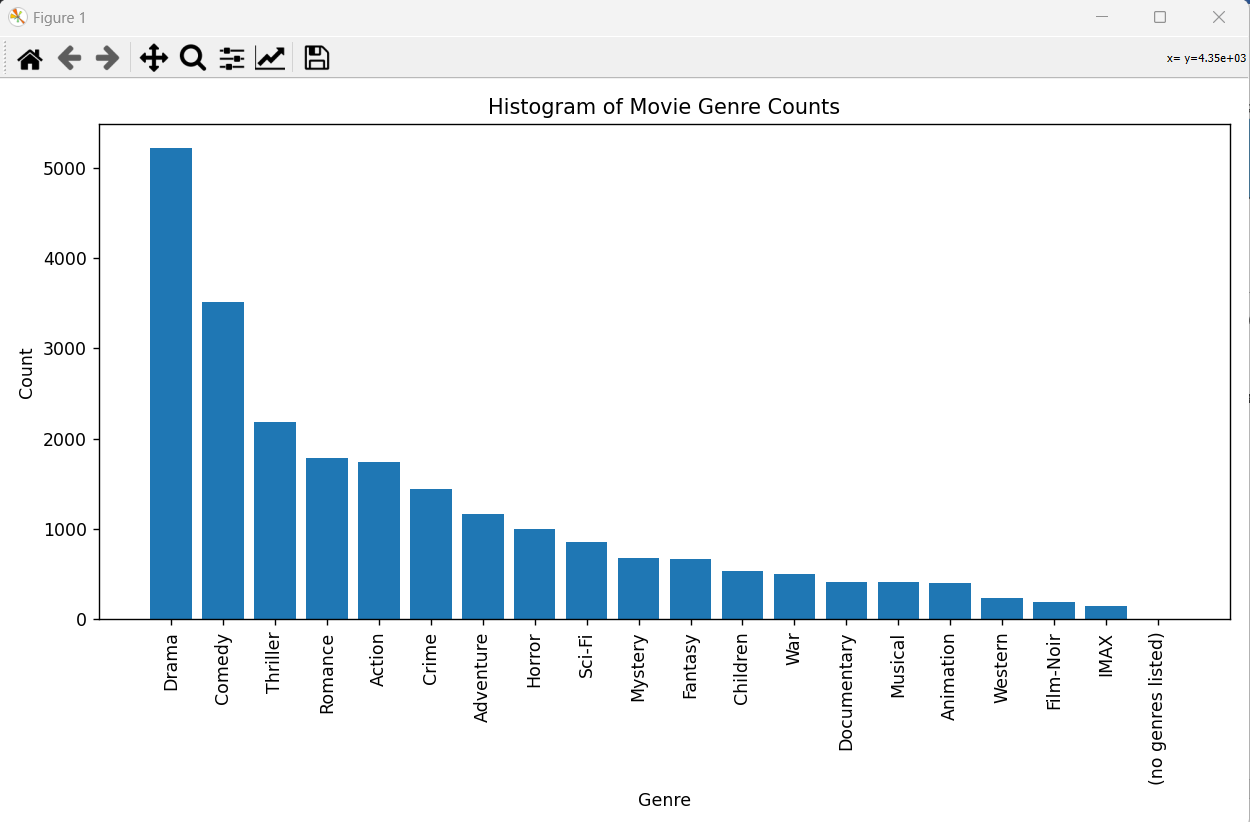 Figure 1
x= y=4.35e+03
Histogram of Movie Genre Counts
5000
4000
3000
2000
1000
0
Count
Drama
Comedy
Thriller
Romance
Action
Crime
Adventure
Horror
Sci-Fi
Mystery
Fantasy
Children
War
Documentary
Musical
Animation
Western
Film-Noir
IMAX
(no genres listed)
Genre